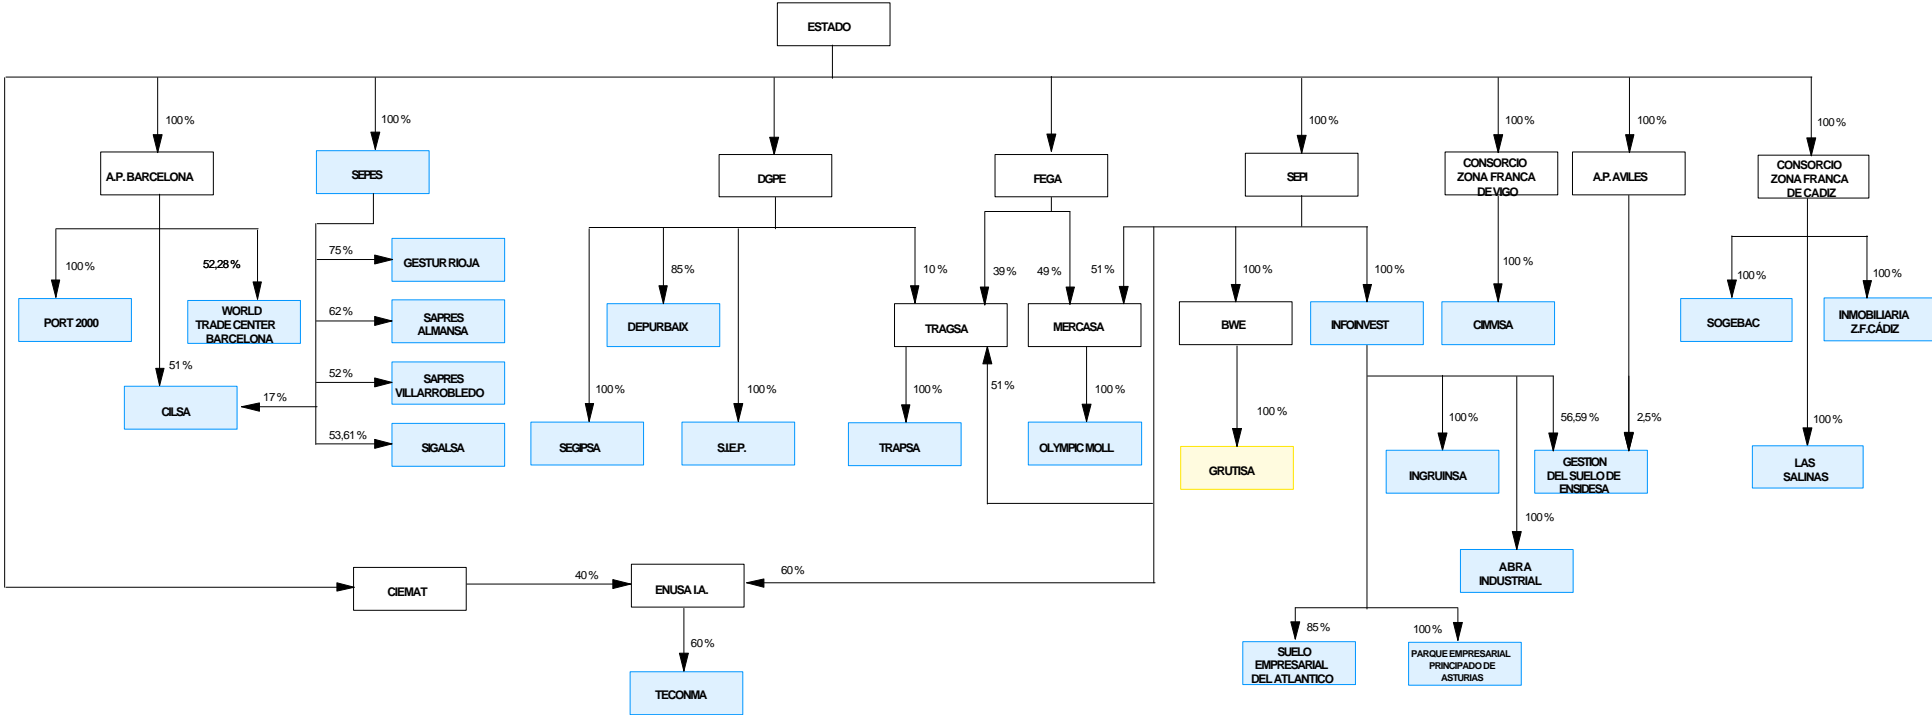 ESTADO
100 %
100 %
100 %
100 %
100 %
100 %
A.P. BARCELONA
SEPES
DGPE
FEGA
SEPI
CONSORCIO
ZONA FRANCA
DE VIGO
A.P. AVILES
CONSORCIO
ZONA FRANCA
DE CADIZ
100 %
52,28 %
75 %
85 %
10 %
39 %
49 %
51 %
100 %
100 %
100 %
100 %
100 %
GESTUR RIOJA
PORT 2000
WORLD
TRADE CENTER
BARCELONA
62 %
SAPRES
ALMANSA
DEPURBAIX
TRAGSA
MERCASA
BWE
INFOINVEST
CIMVISA
SOGEBAC
INMOBILIARIA
Z.F.CÁDIZ
51 %
52 %
SAPRES
VILLARROBLEDO
17 %
CILSA
100 %
100 %
100 %
51 %
100 %
100 %
100 %
56,59 %
2,5 %
100 %
53,61 %
SIGALSA
SEGIPSA
S.I.E.P.
TRAPSA
OLYMPIC MOLL
GRUTISA
INGRUINSA
GESTION
DEL SUELO DE
ENSIDESA
LAS
SALINAS
100 %
ABRA
INDUSTRIAL
CIEMAT
40 %
ENUSA I.A.
60 %
60 %
TECONMA
85 %
100 %
SUELO
EMPRESARIAL
DEL ATLANTICO
PARQUE EMPRESARIAL
PRINCIPADO DE
ASTURIAS